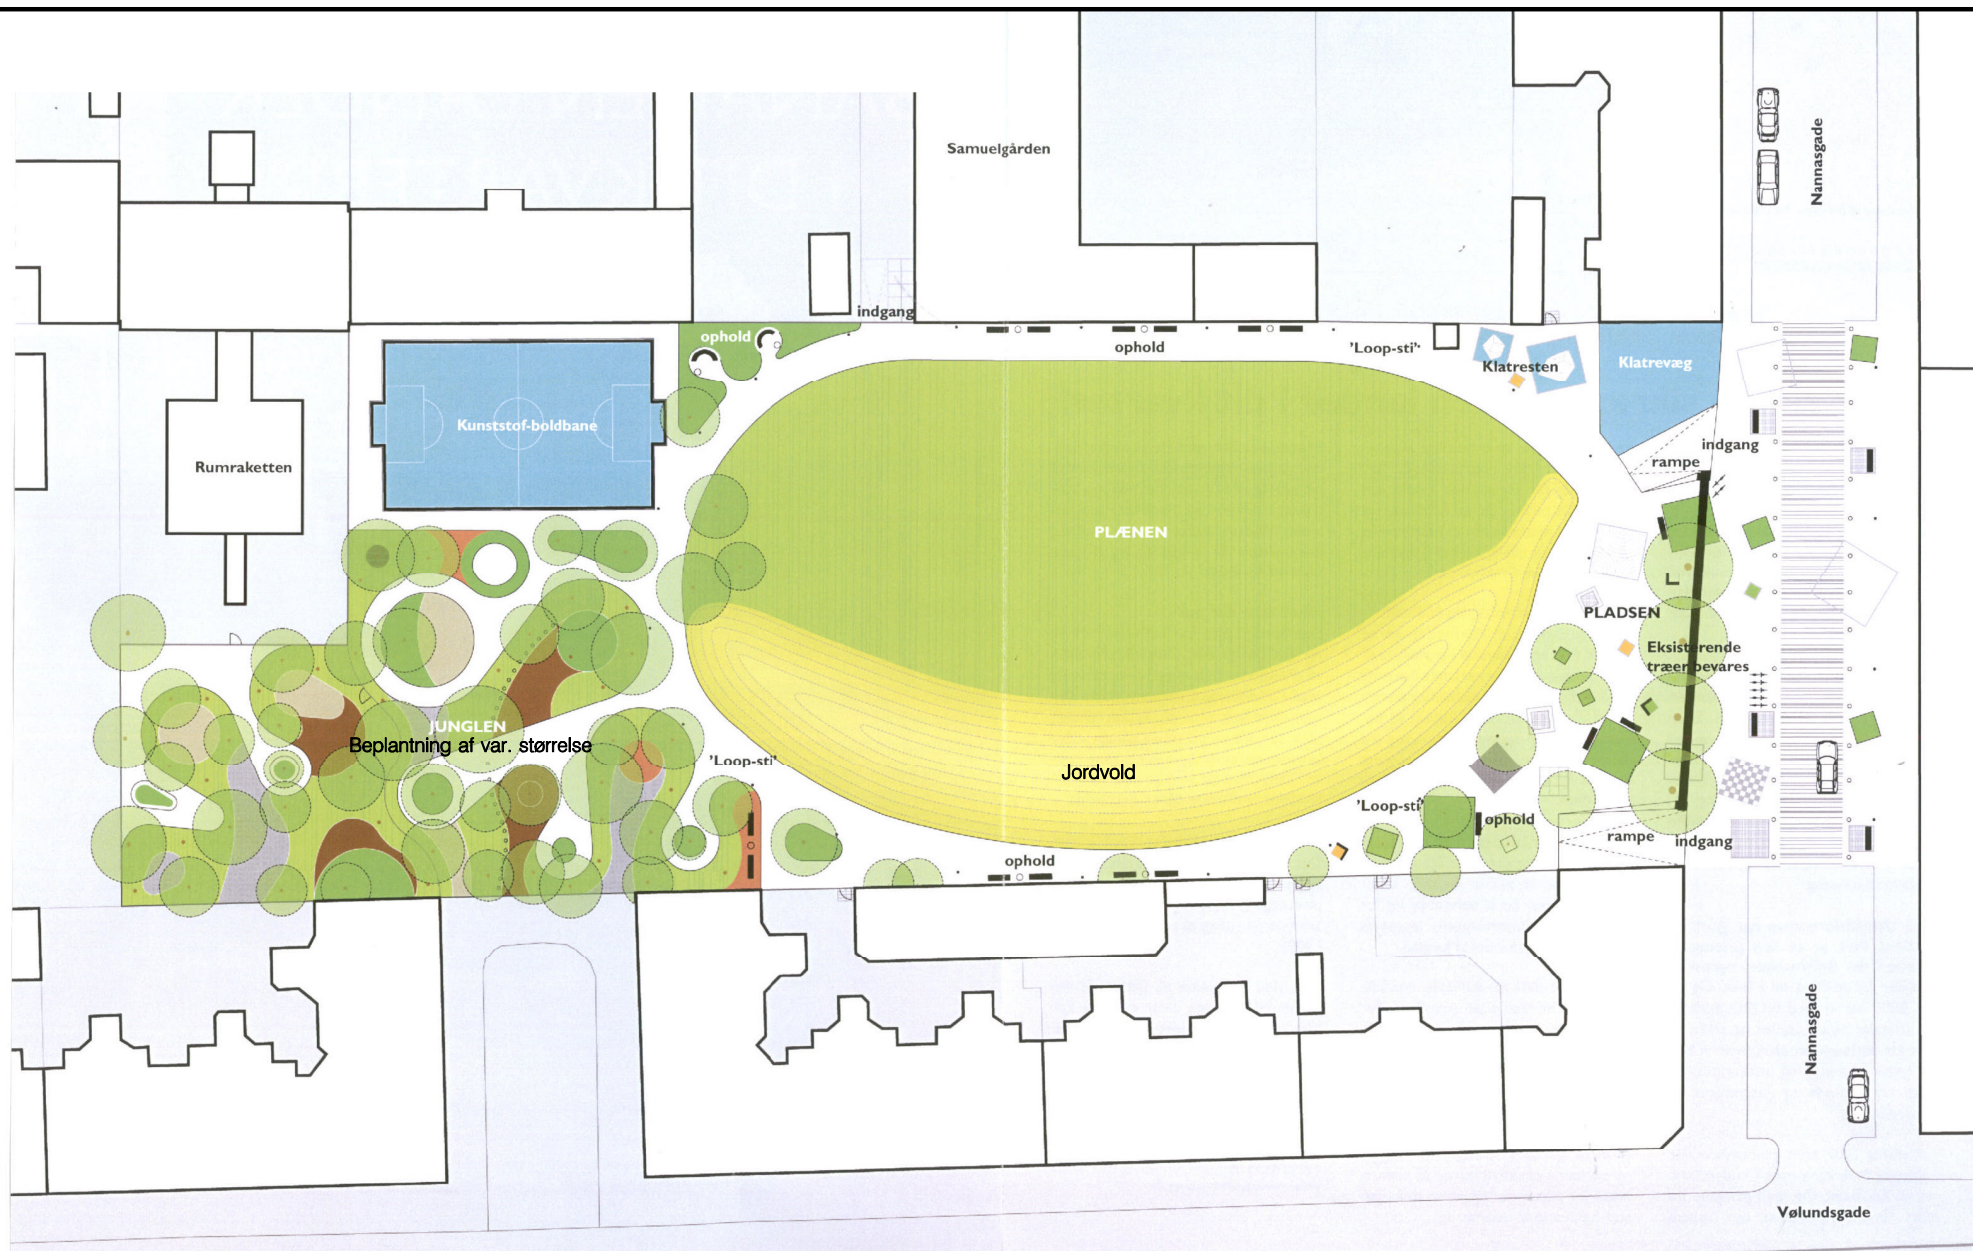 Samuelgården
Nannasgade
indgang
ophold
ophold
'Loop-sti'
Klatresten
Klatrevæg
Kunststof-boldbane
indgang
rampe
Rumraketten
PLÆNEN
PLADSEN
Eksisterende
træer bevares
JUNGLEN
Beplantning af var. størrelse
'Loop-sti'
Jordvold
'Loop-sti'
ophold
rampe
indgang
ophold
Nannasgade
Vølundsgade